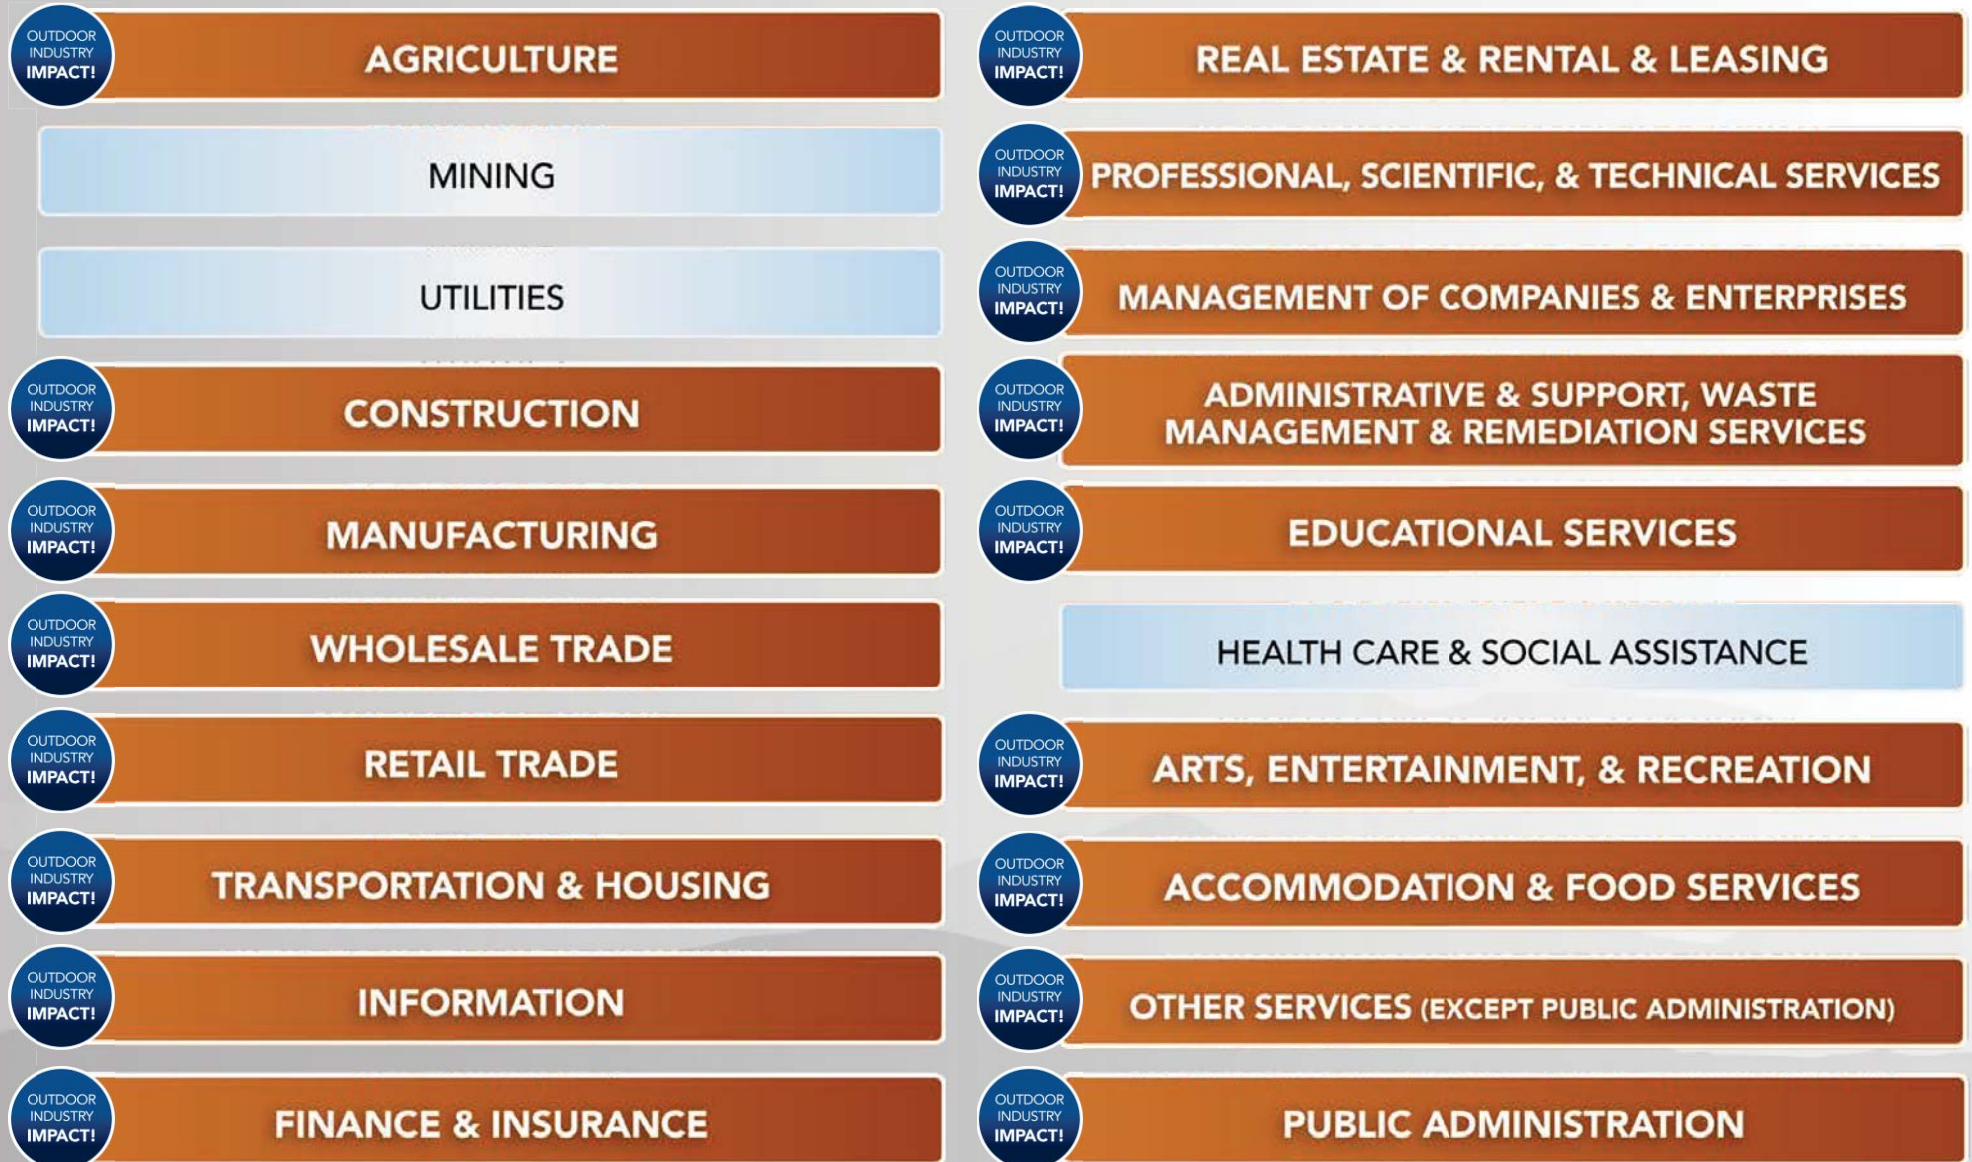 OUTDOOR
INDUSTRY
IMPACT!
AGRICULTURE
MINING
UTILITIES
OUTDOOR
INDUSTRY
IMPACT!
CONSTRUCTION
OUTDOOR
INDUSTRY
IMPACT!
MANUFACTURING
OUTDOOR
INDUSTRY
IMPACT!
WHOLESALE TRADE
OUTDOOR
INDUSTRY
IMPACT!
RETAIL TRADE
OUTDOOR
INDUSTRY
IMPACT!
TRANSPORTATION & HOUSING
OUTDOOR
INDUSTRY
IMPACT!
INFORMATION
OUTDOOR
INDUSTRY
IMPACT!
FINANCE & INSURANCE
OUTDOOR
INDUSTRY
IMPACT!
REAL ESTATE & RENTAL & LEASING
OUTDOOR
INDUSTRY
IMPACT!
PROFESSIONAL, SCIENTIFIC, & TECHNICAL SERVICES
OUTDOOR
INDUSTRY
IMPACT!
MANAGEMENT OF COMPANIES & ENTERPRISES
OUTDOOR
INDUSTRY
IMPACT!
ADMINISTRATIVE & SUPPORT, WASTE
MANAGEMENT & REMEDIATION SERVICES
OUTDOOR
INDUSTRY
IMPACT!
EDUCATIONAL SERVICES
HEALTH CARE & SOCIAL ASSISTANCE
OUTDOOR
INDUSTRY
IMPACT!
ARTS, ENTERTAINMENT, & RECREATION
OUTDOOR
INDUSTRY
IMPACT!
ACCOMMODATION & FOOD SERVICES
OUTDOOR
INDUSTRY
IMPACT!
OTHER SERVICES (EXCEPT PUBLIC ADMINISTRATION)
OUTDOOR
INDUSTRY
IMPACT!
PUBLIC ADMINISTRATION